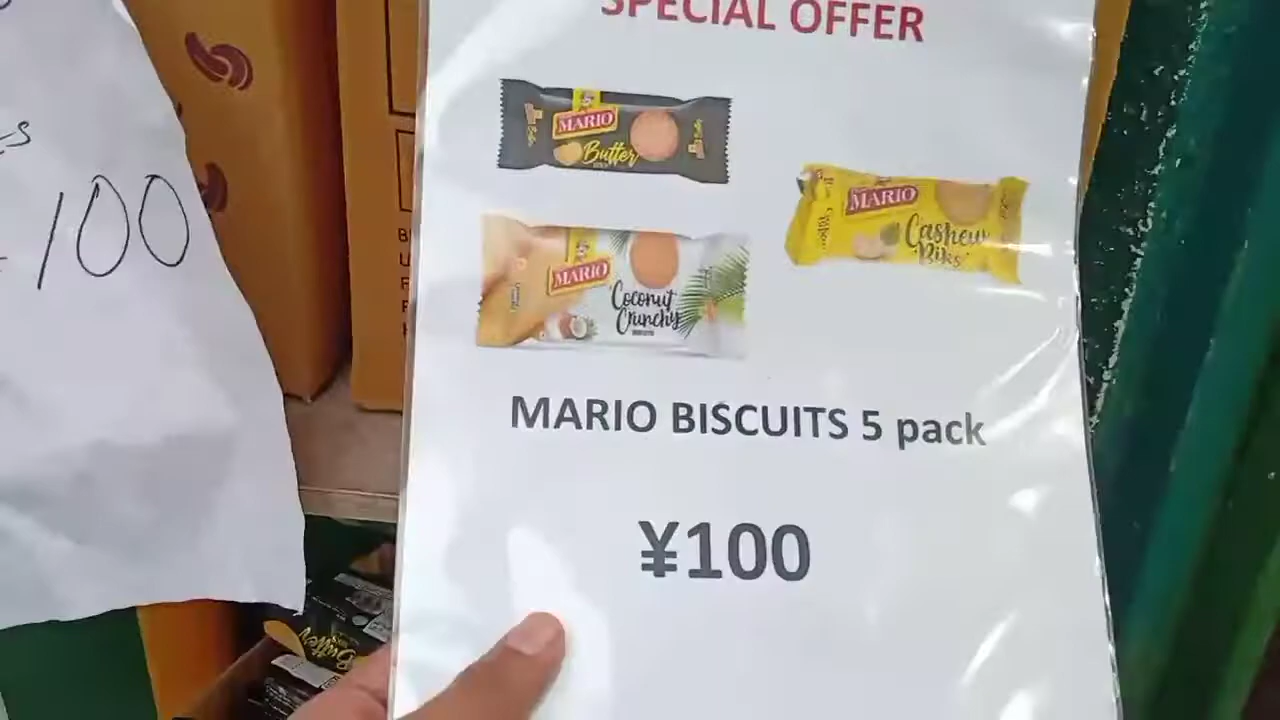 100
SPECIAL OFFER
MARIO
Butter
MARIO
Cashew
Biks
MARIO
Coconut
Crunchy
MARIO BISCUITS 5 pack
¥100
Butter